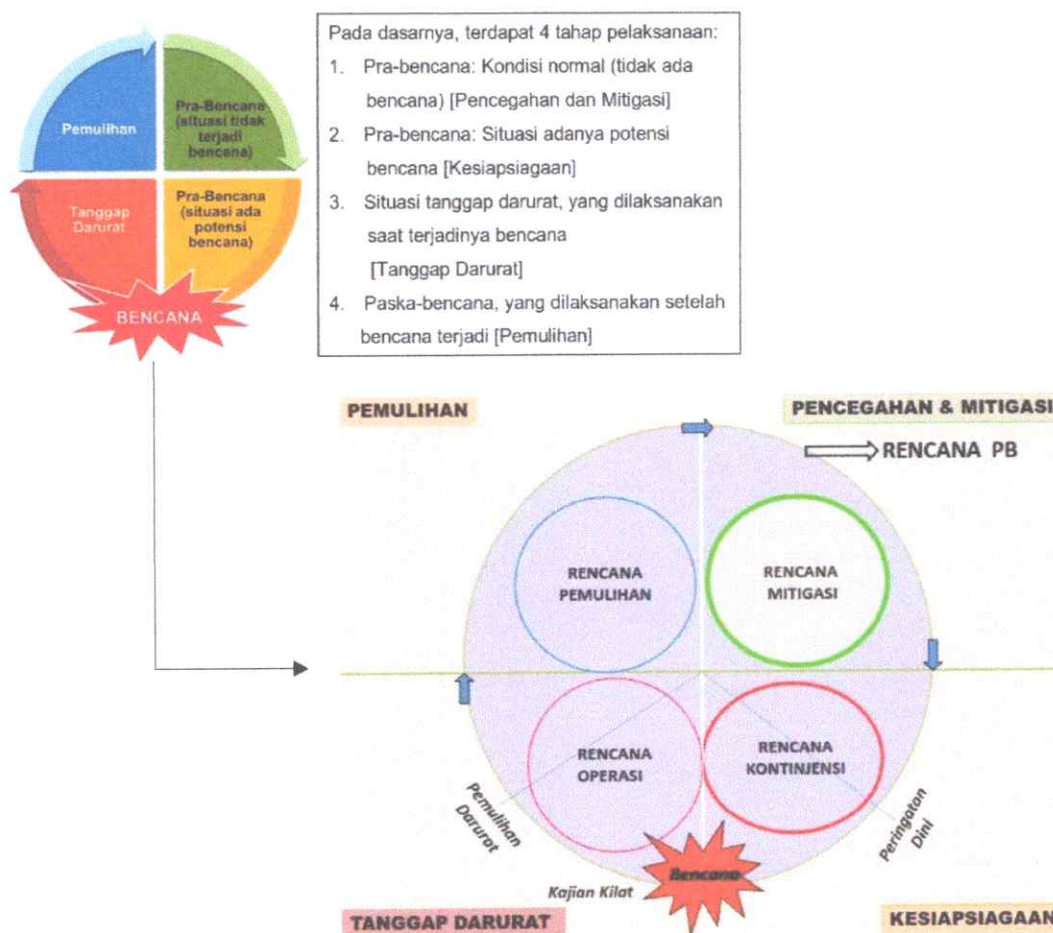 Pemulihan
Pra-Bencana
(situasi tidak
terjadi
bencana)
Tanggap
Darurat
Pra-Bencana
(situasi ada
potensi
bencana)
BENCANA
Pada dasarnya, terdapat 4 tahap pelaksanaan:
1. Pra-bencana: Kondisi normal (tidak ada
bencana) [Pencegahan dan Mitigasi]
2. Pra-bencana: Situasi adanya potensi
bencana [Kesiapsiagaan]
3. Situasi tanggap darurat, yang dilaksanakan
saat terjadinya bencana
[Tanggap Darurat]
4. Paska-bencana, yang dilaksanakan setelah
bencana terjadi [Pemulihan]
PEMULIHAN
PENCEGAHAN & MITIGASI
RENCANA PB
RENCANA
PEMULIHAN
RENCANA
MITIGASI
RENCANA
OPERASI
RENCANA
KONTINJENSI
Pemulihan
Darurat
Peringatan
Dini
Bencana
Kajian Kilat
TANGGAP DARURAT
KESIAPSIAGAAN